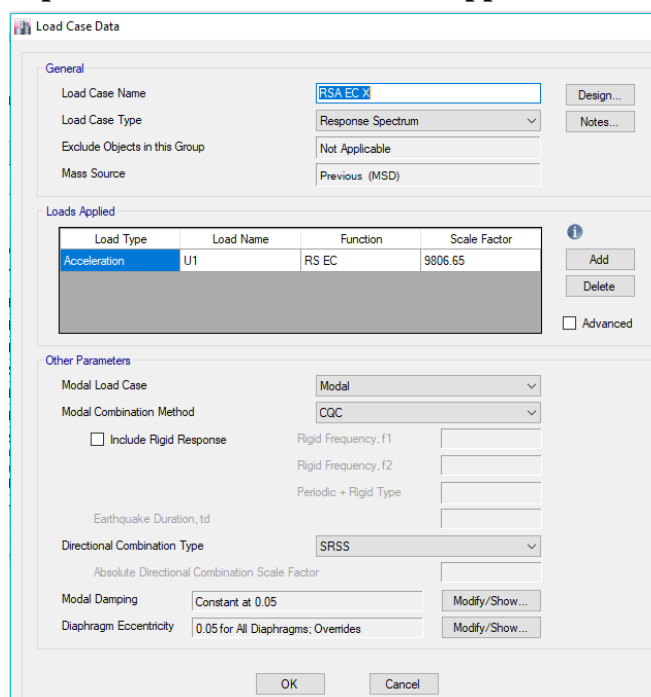 Load Case Data
General
Load Case Name RSA EC X Design...
Load Case Type Response Spectrum Notes...
Exclude Objects in this Group Not Applicable
Mass Source Previous (MSD)
Loads Applied
Load Type Load Name Function Scale Factor
Acceleration U1 RS EC 9806.65 Add
Delete
Advanced
Other Parameters
Modal Load Case Modal
Modal Combination Method CQC
Include Rigid Response Rigid Frequency, f1
Rigid Frequency, f2
Periodic + Rigid Type
Earthquake Duration, td
Directional Combination Type SRSS
Absolute Directional Combination Scale Factor
Modal Damping Constant at 0.05 Modify/Show...
Diaphragm Eccentricity 0.05 for All Diaphragms; Overrides Modify/Show...
OK Cancel